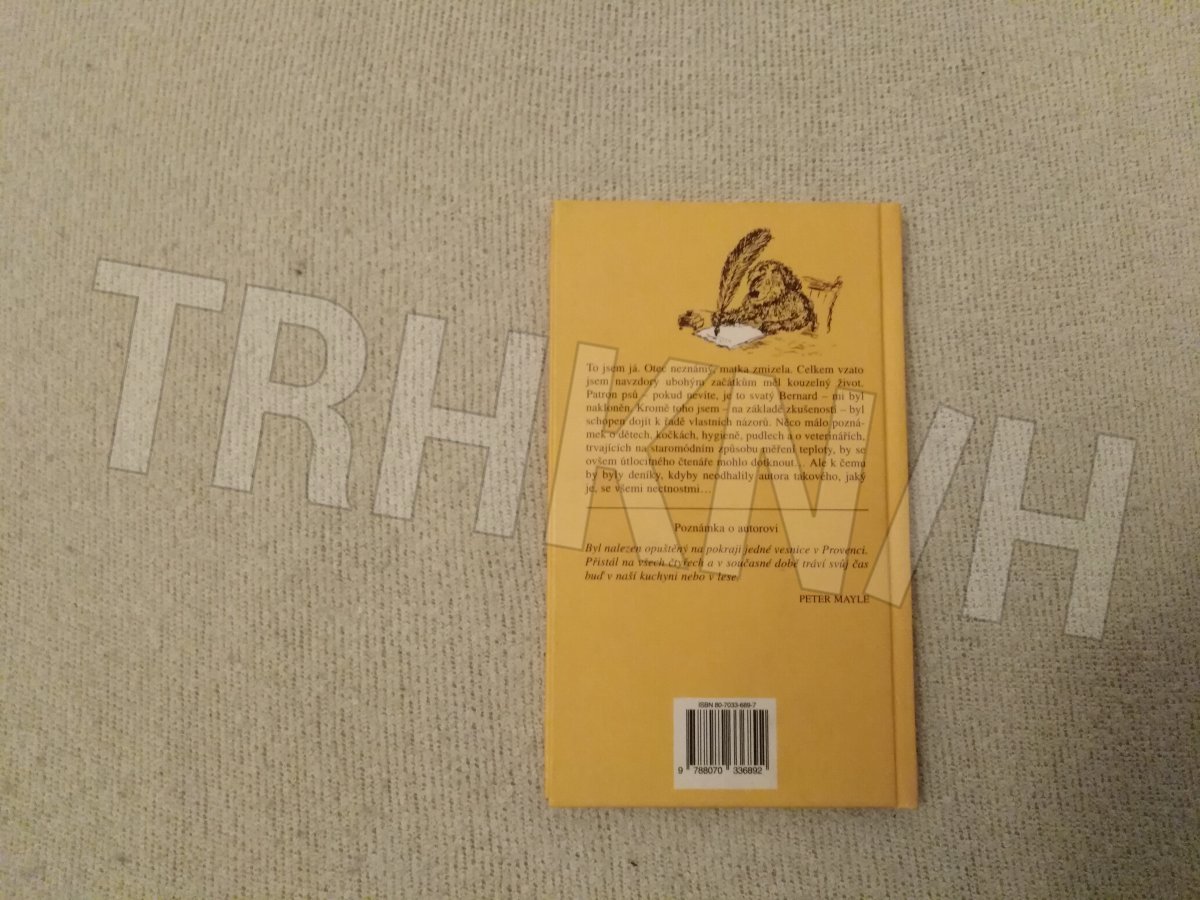 To jsem já. Otec neznámý, matka zmizela. Celkem vzato
jsem navzdory ubohým začátkům měl kouzelný život.
Patron psů – pokud nevíte, je to svatý Bernard – mi byl
nakloněn. Kromě toho jsem – na základě zkušeností – byl
schopen dojít k řadě vlastních názorů. Něco málo pozná-
mek o dětech, kočkách, hygieně, pudlech a o veterinářích,
trvajících na staromódním způsobu měření teploty, by se
ovšem útlocitného čtenáře mohlo dotknout... Ale k čemu
by byly deníky, kdyby neodhalily autora takového, jaký
je, se všemi nectnostmi...
Poznámka o autorovi
Byl nalezen opuštěný na pokraji jedné vesnice v Provenci.
Přistál na všech čtyřech a v současné době tráví svůj čas
buď v naší kuchyni nebo v lese.
PETER MAYLE
ISBN 80-7033-689-7
9 788070 336892
TRHKNIH